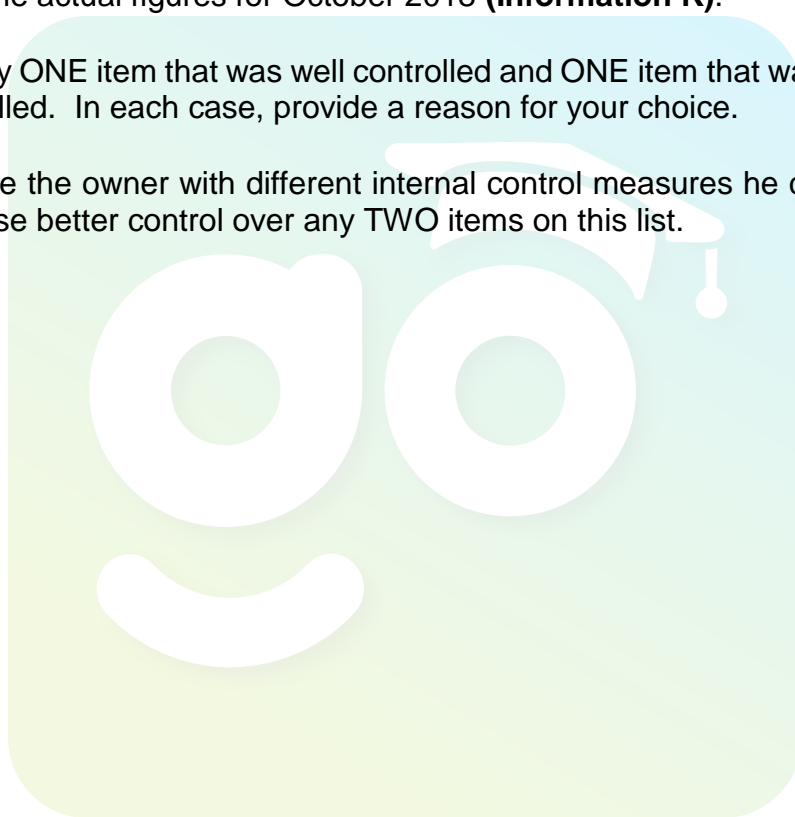 actual figures for October 2018 (Information K).
y ONE item that was well controlled and ONE item that wa
lled. In each case, provide a reason for your choice.
e the owner with different internal control measures he
se better control over any TWO items on this list.
go